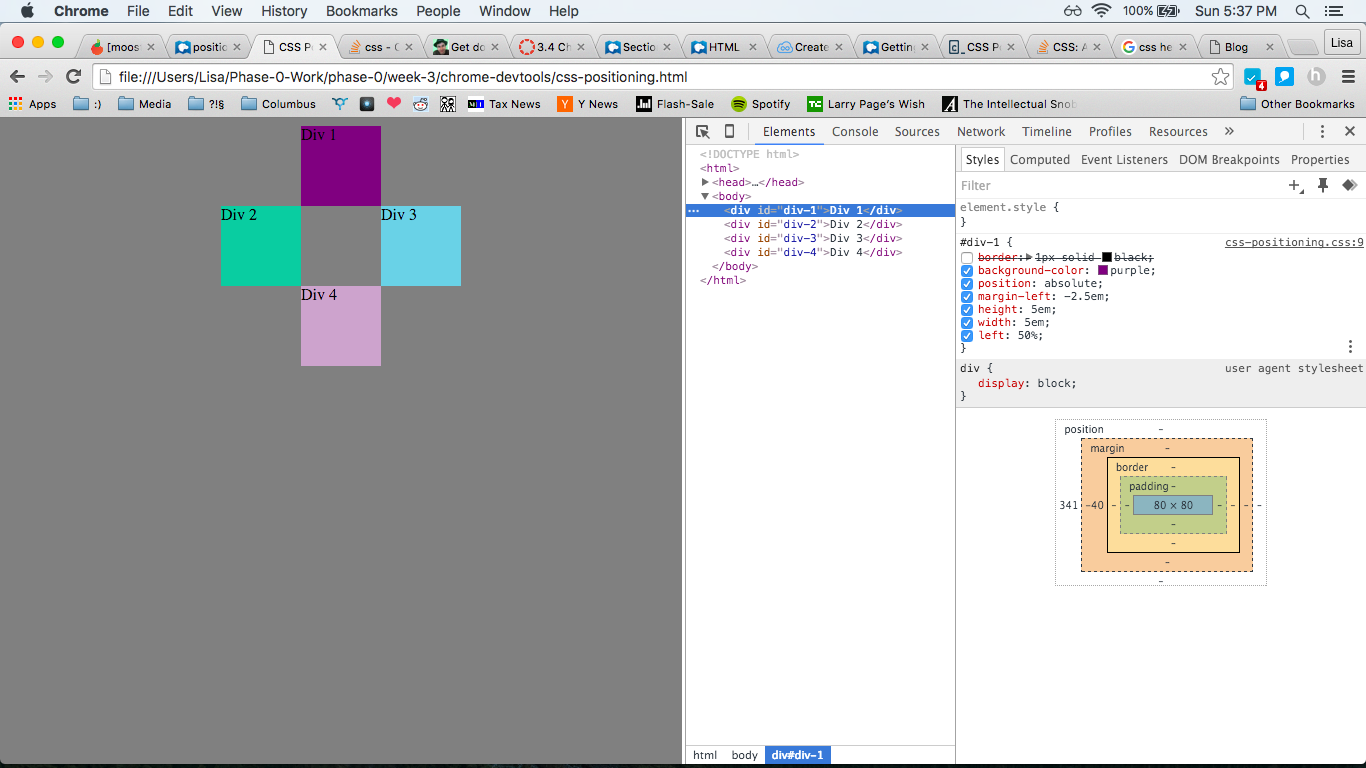 Chrome File Edit View History Bookmarks People Window Help 100% Sun 5:37 PM
[moos positio CSS P css - C Get do 3.4 Ch Sectio HTML Create Getting CSS P CSS: A css he Blog Lisa
file:///Users/Lisa/Phase-0-Work/phase-0/week-3/chrome-devtools/css-positioning.html 4
Apps :) Media ?!§ Columbus MIT Tax News Y Y News Flash-Sale Spotify TC Larry Page's Wish A The Intellectual Snob Other Bookmarks
Div 1
Div 2 Div 3
Div 4
Elements Console Sources Network Timeline Profiles Resources »
<!DOCTYPE html>
<html>
<head>…</head>
<body>
<div id="div-1">Div 1</div>
<div id="div-2">Div 2</div>
<div id="div-3">Div 3</div>
<div id="div-4">Div 4</div>
</body>
</html>
html body div#div-1
Styles Computed Event Listeners DOM Breakpoints Properties
Filter
element.style {
}
#div-1 { css-positioning.css:9
border: 1px solid black;
background-color: purple;
position: absolute;
margin-left: -2.5em;
height: 5em;
width: 5em;
left: 50%;
}
div { user agent stylesheet
display: block;
}
position -
margin -
border -
padding -
341 -40 - - 80 × 80 - - - -
-
-
-
-